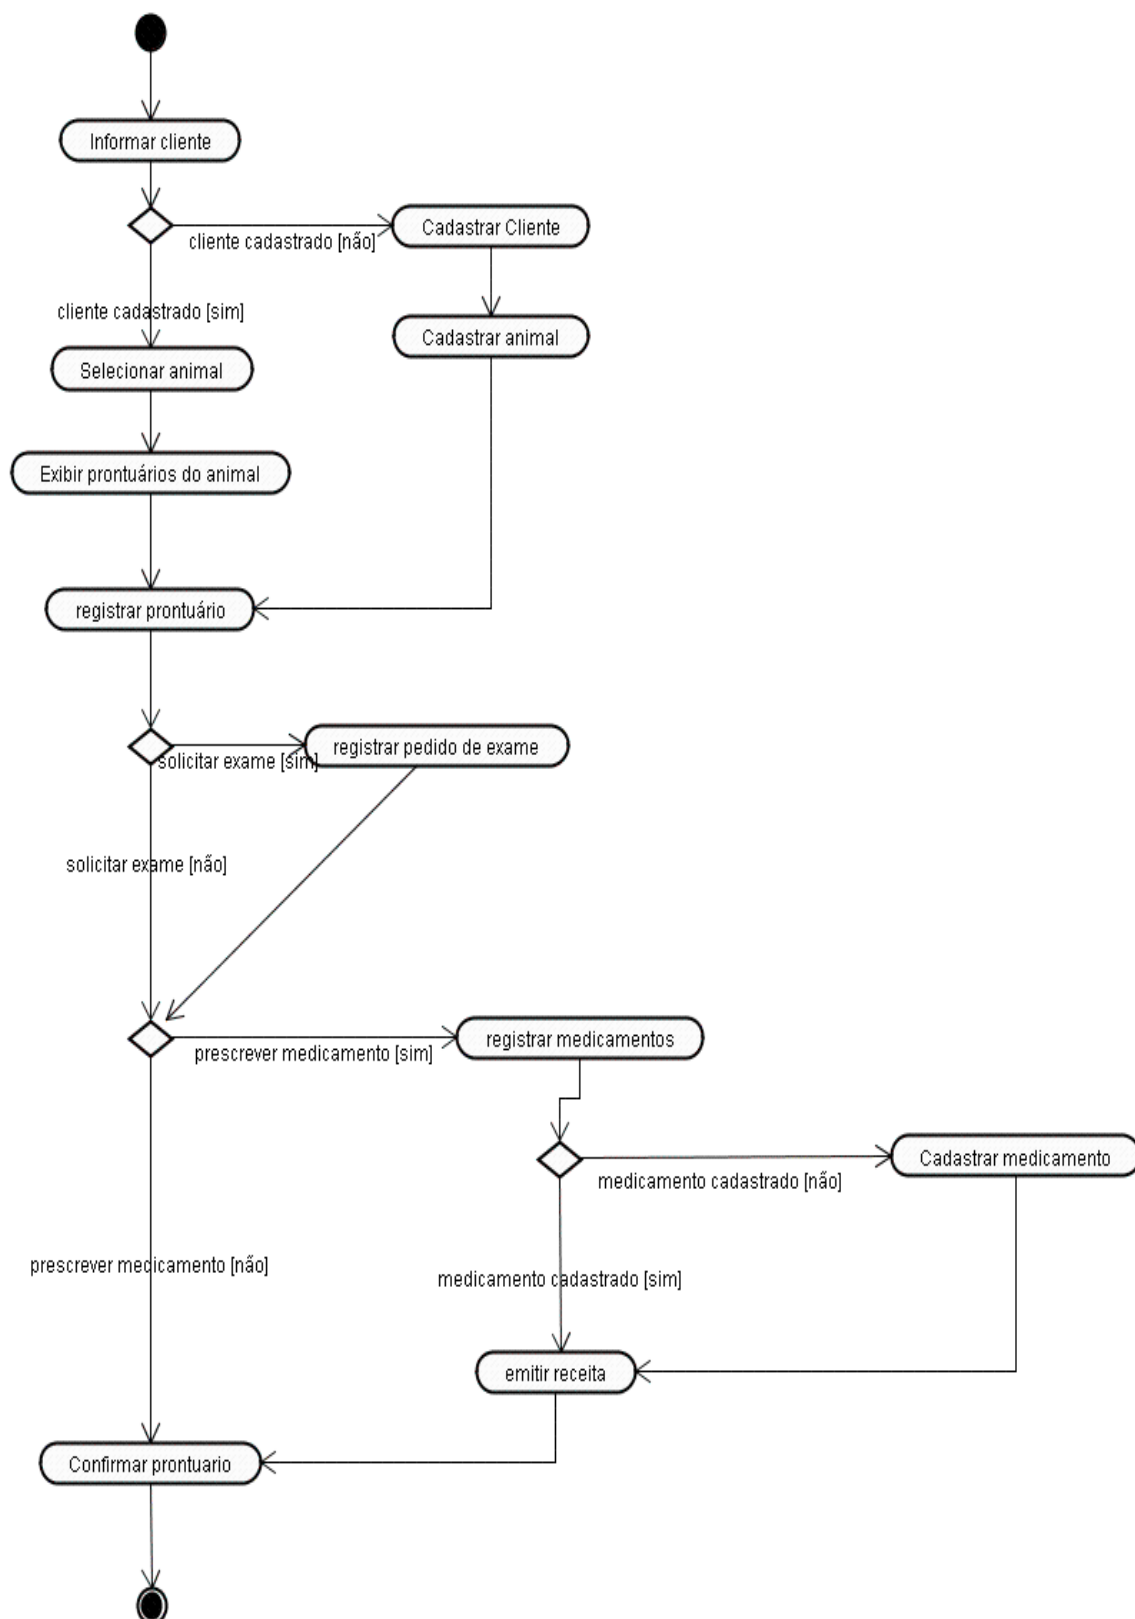 Informar cliente
cliente cadastrado [não]
Cadastrar Cliente
cliente cadastrado [sim]
Cadastrar animal
Selecionar animal
Exibir prontuários do animal
registrar prontuário
solicitar exame [sim]
registrar pedido de exame
solicitar exame [não]
prescrever medicamento [sim]
registrar medicamentos
medicamento cadastrado [não]
Cadastrar medicamento
prescrever medicamento [não]
medicamento cadastrado [sim]
emitir receita
Confirmar prontuario